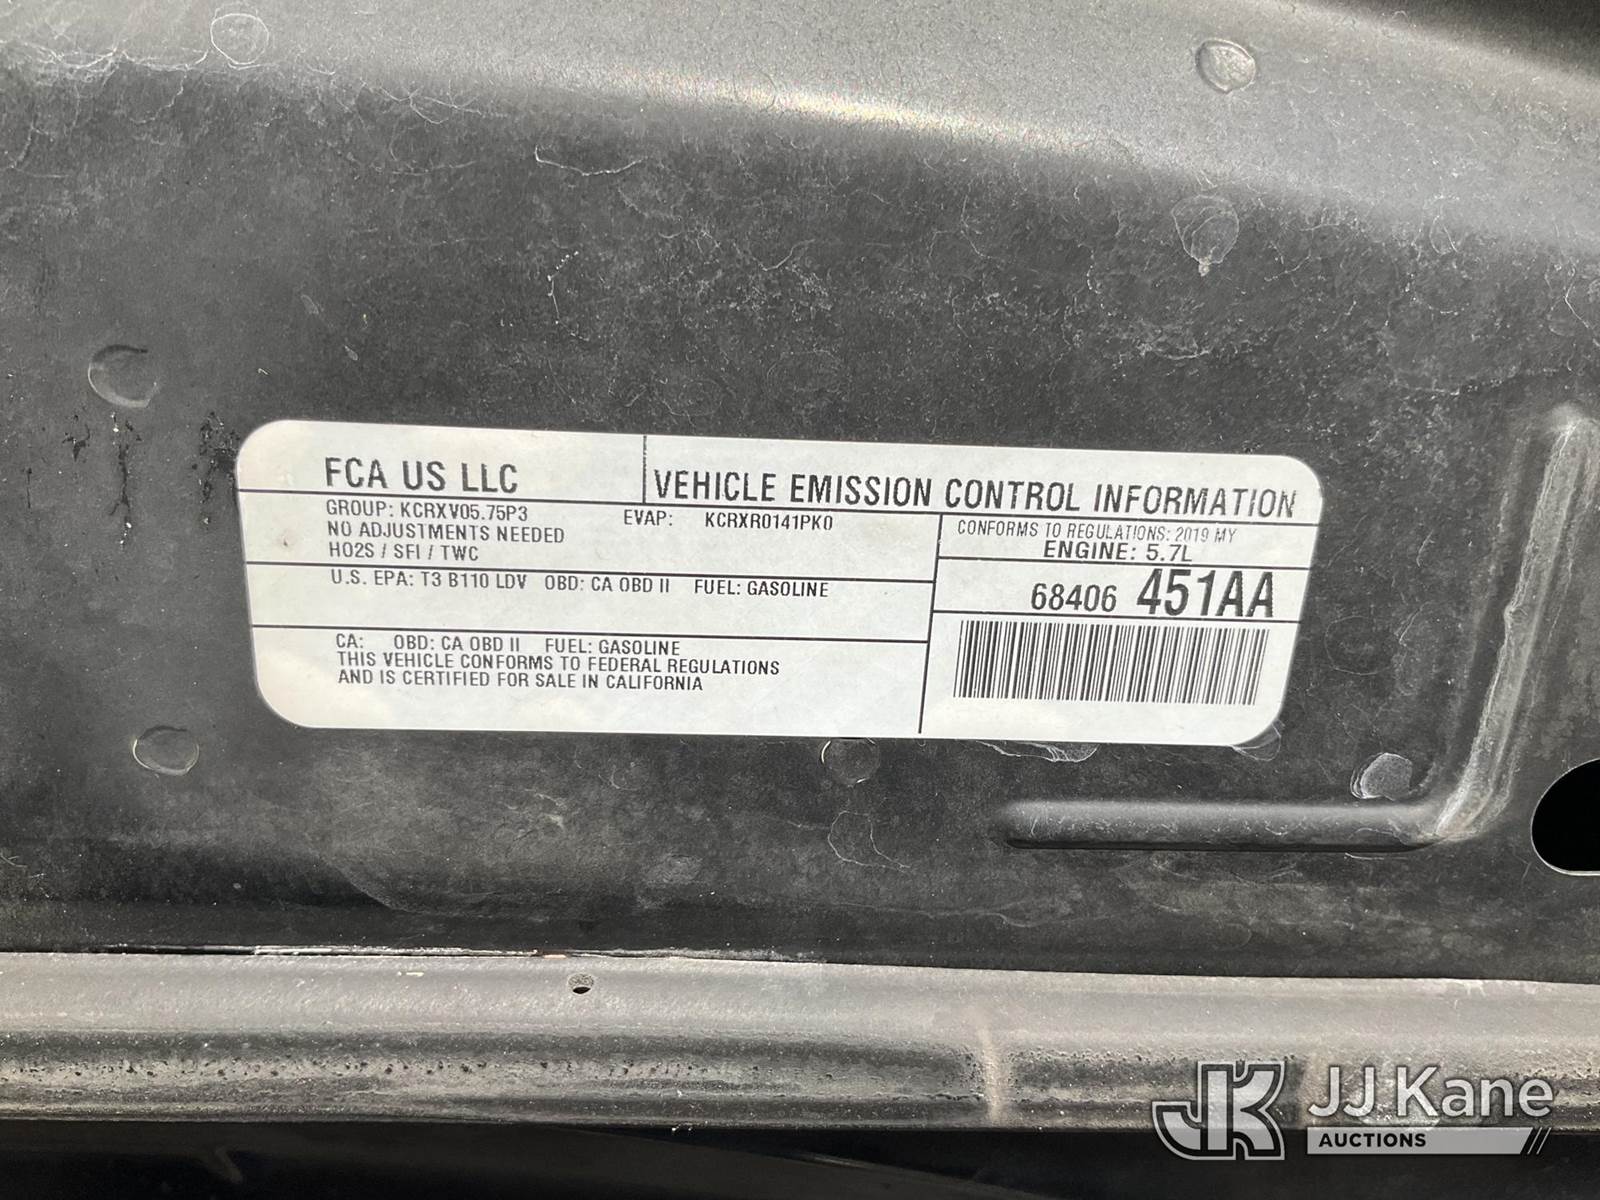 FCA US LLC
VEHICLE EMISSION CONTROL INFORMATION
GROUP: KCRXV05.75P3 EVAP: KCRXR0141PK0
NO ADJUSTMENTS NEEDED
HO2S / SFI / TWC
CONFORMS TO REGULATIONS: 2019 MY
ENGINE: 5.7L
U.S. EPA: T3 B110 LDV OBD: CA OBD II FUEL: GASOLINE
68406 451AA
CA: OBD: CA OBD II FUEL: GASOLINE
THIS VEHICLE CONFORMS TO FEDERAL REGULATIONS
AND IS CERTIFIED FOR SALE IN CALIFORNIA
JK JJ Kane
AUCTIONS